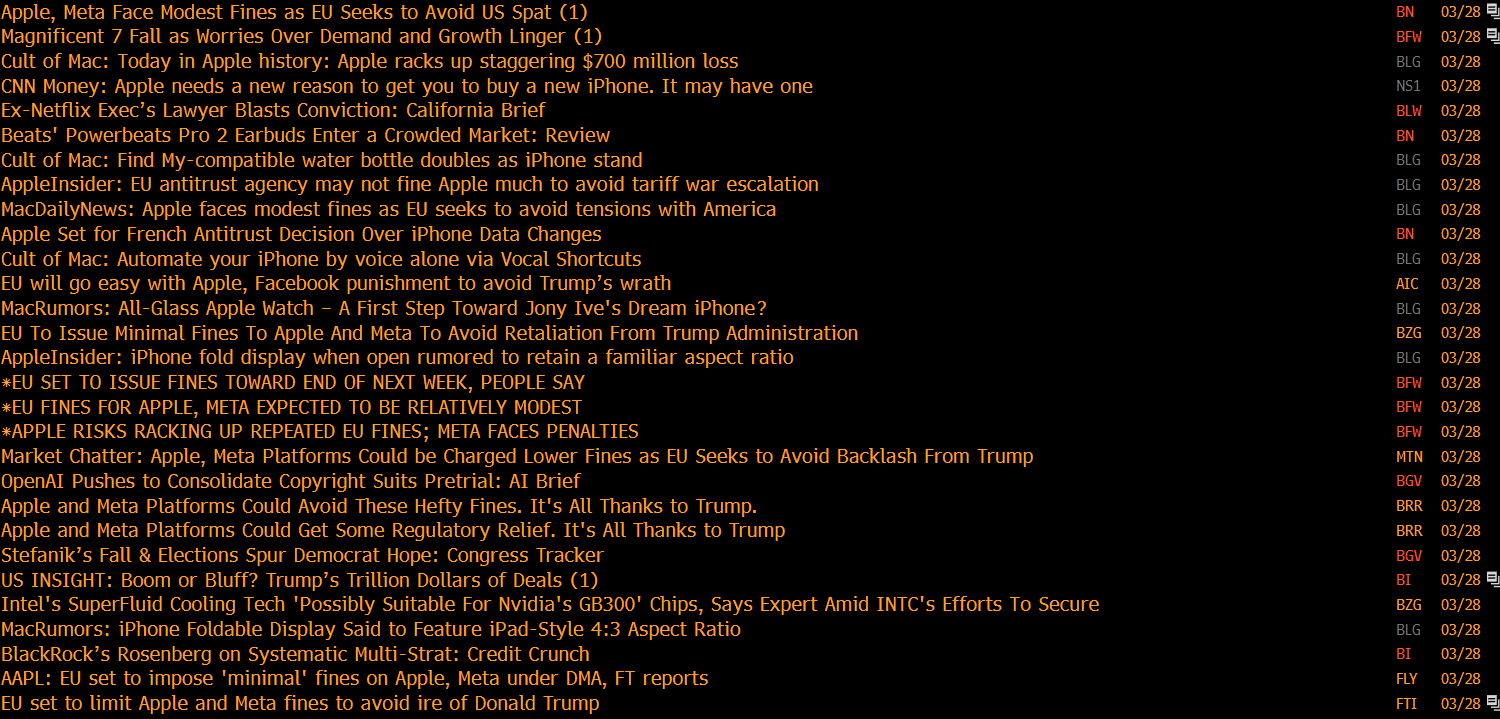 Apple, Meta Face Modest Fines as EU Seeks to Avoid US Spat (1) BN 03/28
Magnificent 7 Fall as Worries Over Demand and Growth Linger (1) BFW 03/28
Cult of Mac: Today in Apple history: Apple racks up staggering $700 million loss BLG 03/28
CNN Money: Apple needs a new reason to get you to buy a new iPhone. It may have one NS1 03/28
Ex-Netflix Exec’s Lawyer Blasts Conviction: California Brief BLW 03/28
Beats' Powerbeats Pro 2 Earbuds Enter a Crowded Market: Review BN 03/28
Cult of Mac: Find My-compatible water bottle doubles as iPhone stand BLG 03/28
AppleInsider: EU antitrust agency may not fine Apple much to avoid tariff war escalation BLG 03/28
MacDailyNews: Apple faces modest fines as EU seeks to avoid tensions with America BLG 03/28
Apple Set for French Antitrust Decision Over iPhone Data Changes BN 03/28
Cult of Mac: Automate your iPhone by voice alone via Vocal Shortcuts BLG 03/28
EU will go easy with Apple, Facebook punishment to avoid Trump’s wrath AIC 03/28
MacRumors: All-Glass Apple Watch – A First Step Toward Jony Ive's Dream iPhone? BLG 03/28
EU To Issue Minimal Fines To Apple And Meta To Avoid Retaliation From Trump Administration BZG 03/28
AppleInsider: iPhone fold display when open rumored to retain a familiar aspect ratio BLG 03/28
*EU SET TO ISSUE FINES TOWARD END OF NEXT WEEK, PEOPLE SAY BFW 03/28
*EU FINES FOR APPLE, META EXPECTED TO BE RELATIVELY MODEST BFW 03/28
*APPLE RISKS RACKING UP REPEATED EU FINES; META FACES PENALTIES BFW 03/28
Market Chatter: Apple, Meta Platforms Could be Charged Lower Fines as EU Seeks to Avoid Backlash From Trump MTN 03/28
OpenAI Pushes to Consolidate Copyright Suits Pretrial: AI Brief BGV 03/28
Apple and Meta Platforms Could Avoid These Hefty Fines. It's All Thanks to Trump. BRR 03/28
Apple and Meta Platforms Could Get Some Regulatory Relief. It's All Thanks to Trump BRR 03/28
Stefanik’s Fall & Elections Spur Democrat Hope: Congress Tracker BGV 03/28
US INSIGHT: Boom or Bluff? Trump’s Trillion Dollars of Deals (1) BI 03/28
Intel's SuperFluid Cooling Tech 'Possibly Suitable For Nvidia's GB300' Chips, Says Expert Amid INTC's Efforts To Secure BZG 03/28
MacRumors: iPhone Foldable Display Said to Feature iPad-Style 4:3 Aspect Ratio BLG 03/28
BlackRock’s Rosenberg on Systematic Multi-Strat: Credit Crunch BI 03/28
AAPL: EU set to impose 'minimal' fines on Apple, Meta under DMA, FT reports FLY 03/28
EU set to limit Apple and Meta fines to avoid ire of Donald Trump FTI 03/28